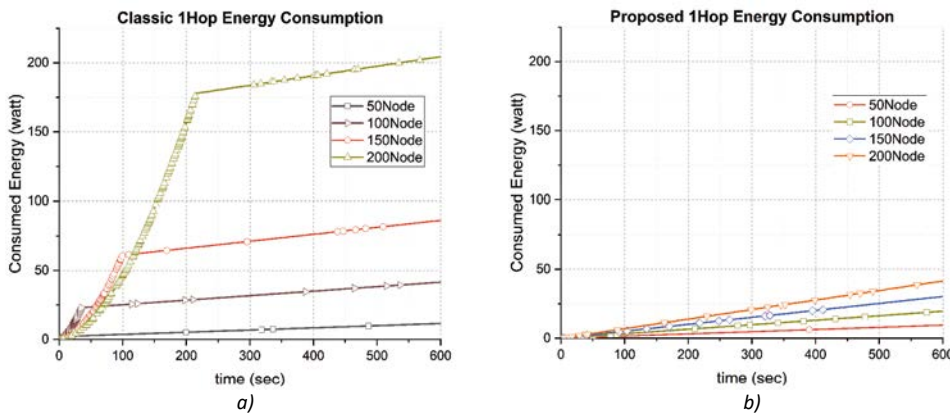 Classic 1Hop Energy Consumption
Consumed Energy (watt)
200
150
100
50
0
50Node
100Node
150Node
200Node
0 100 200 300 400 500 600
time (sec)
a)
Proposed 1Hop Energy Consumption
Consumed Energy (watt)
200
150
100
50
0
50Node
100Node
150Node
200Node
0 100 200 300 400 500 600
time (sec)
b)